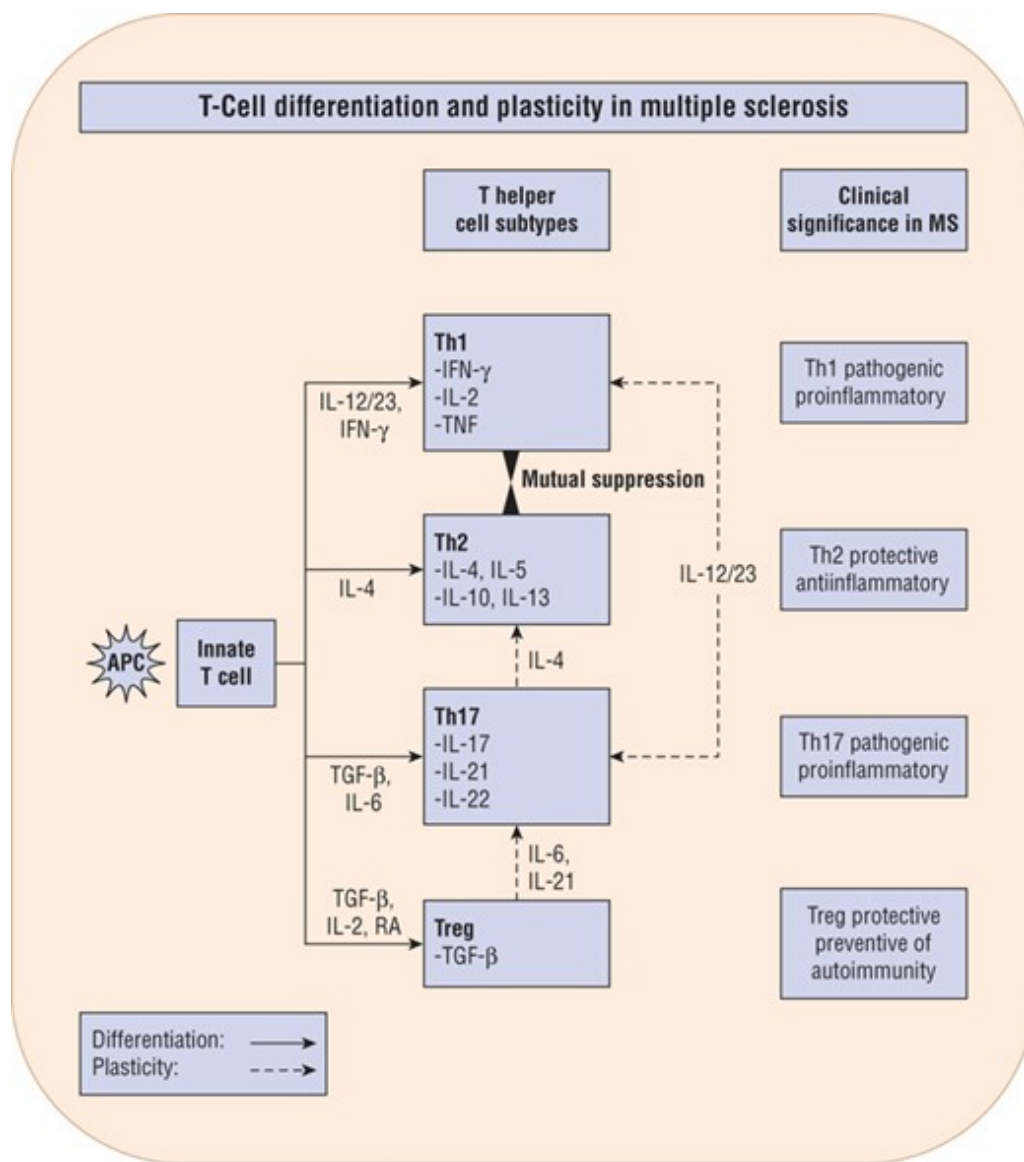 T-Cell differentiation and plasticity in multiple sclerosis
T helper
cell subtypes
Clinical
significance in MS
Th1
-IFN-γ
-IL-2
-TNF
IL-12/23,
IFN-γ
Th1 pathogenic
proinflammatory
Mutual suppression
Th2
-IL-4, IL-5
-IL-10, IL-13
IL-4
IL-12/23
Th2 protective
antiinflammatory
APC
Innate
T cell
IL-4
Th17
-IL-17
-IL-21
-IL-22
TGF-β,
IL-6
Th17 pathogenic
proinflammatory
IL-6,
IL-21
TGF-β,
IL-2, RA
Treg
-TGF-β
Treg protective
preventive of
autoimmunity
Differentiation:
Plasticity: